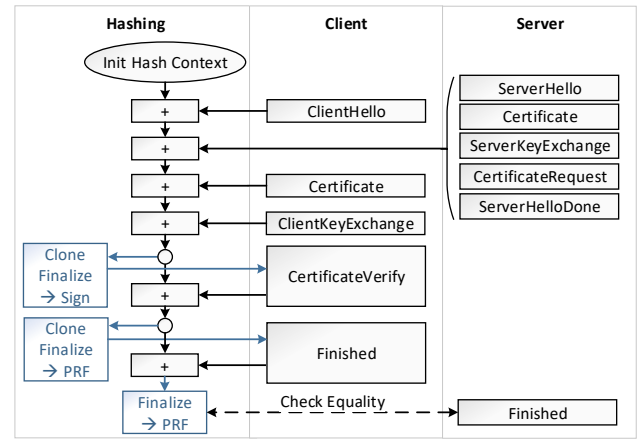 Hashing
Client
Server
Init Hash Context
ServerHello
+
ClientHello
Certificate
+
ServerKeyExchange
+
Certificate
CertificateRequest
+
ClientKeyExchange
ServerHelloDone
Clone
Finalize
→ Sign
CertificateVerify
+
Clone
Finalize
→ PRF
Finished
+
Finalize
→ PRF
Check Equality
Finished